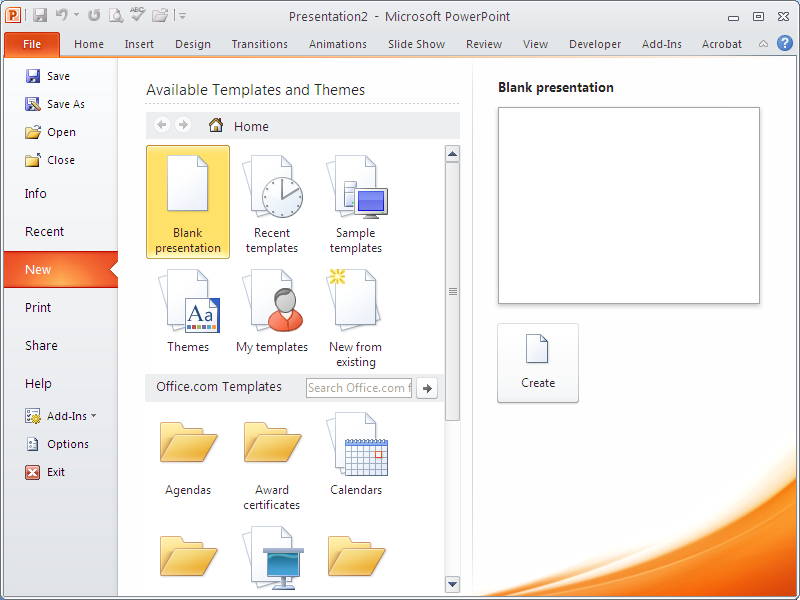 Presentation2 - Microsoft PowerPoint
File Home Insert Design Transitions Animations Slide Show Review View Developer Add-Ins Acrobat
Save
Save As
Open
Close
Info
Recent
New
Print
Share
Help
Add-Ins
Options
Exit
Available Templates and Themes
Home
Blank
presentation
Recent
templates
Sample
templates
Themes
My templates
New from
existing
Office.com Templates
Search Office.com f
Agendas
Award
certificates
Calendars
Blank presentation
Create